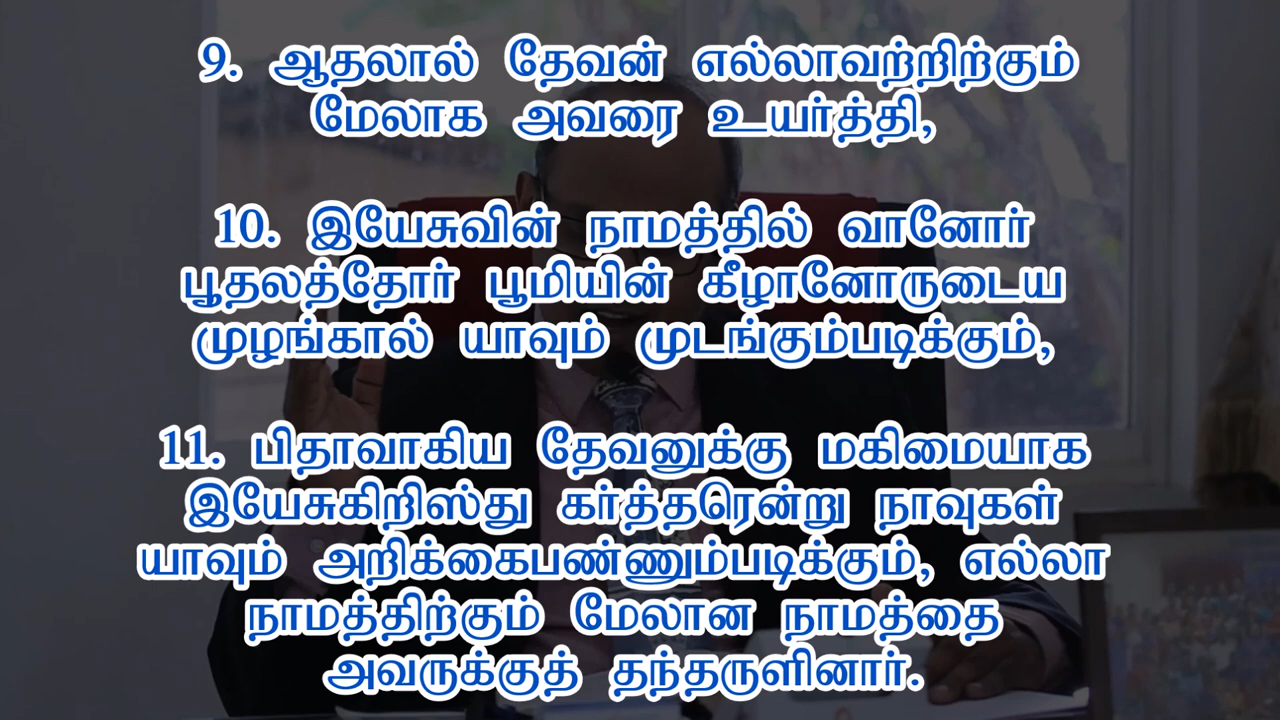 9. ஆதலால் தேவன் எல்லாவற்றிற்கும்
மேலாக அவரை உயர்த்தி,
10. இயேசுவின் நாமத்தில் வானோர்
பூதலத்தோர் பூமியின் கீழானோருடைய
முழங்கால் யாவும் முடங்கும்படிக்கும்,
11. பிதாவாகிய தேவனுக்கு மகிமையாக
இயேசுகிறிஸ்து கர்த்தரென்று நாவுகள்
யாவும் அறிக்கைபண்ணும்படிக்கும், எல்லா
நாமத்திற்கும் மேலான நாமத்தை
அவருக்குத் தந்தருளினார்.